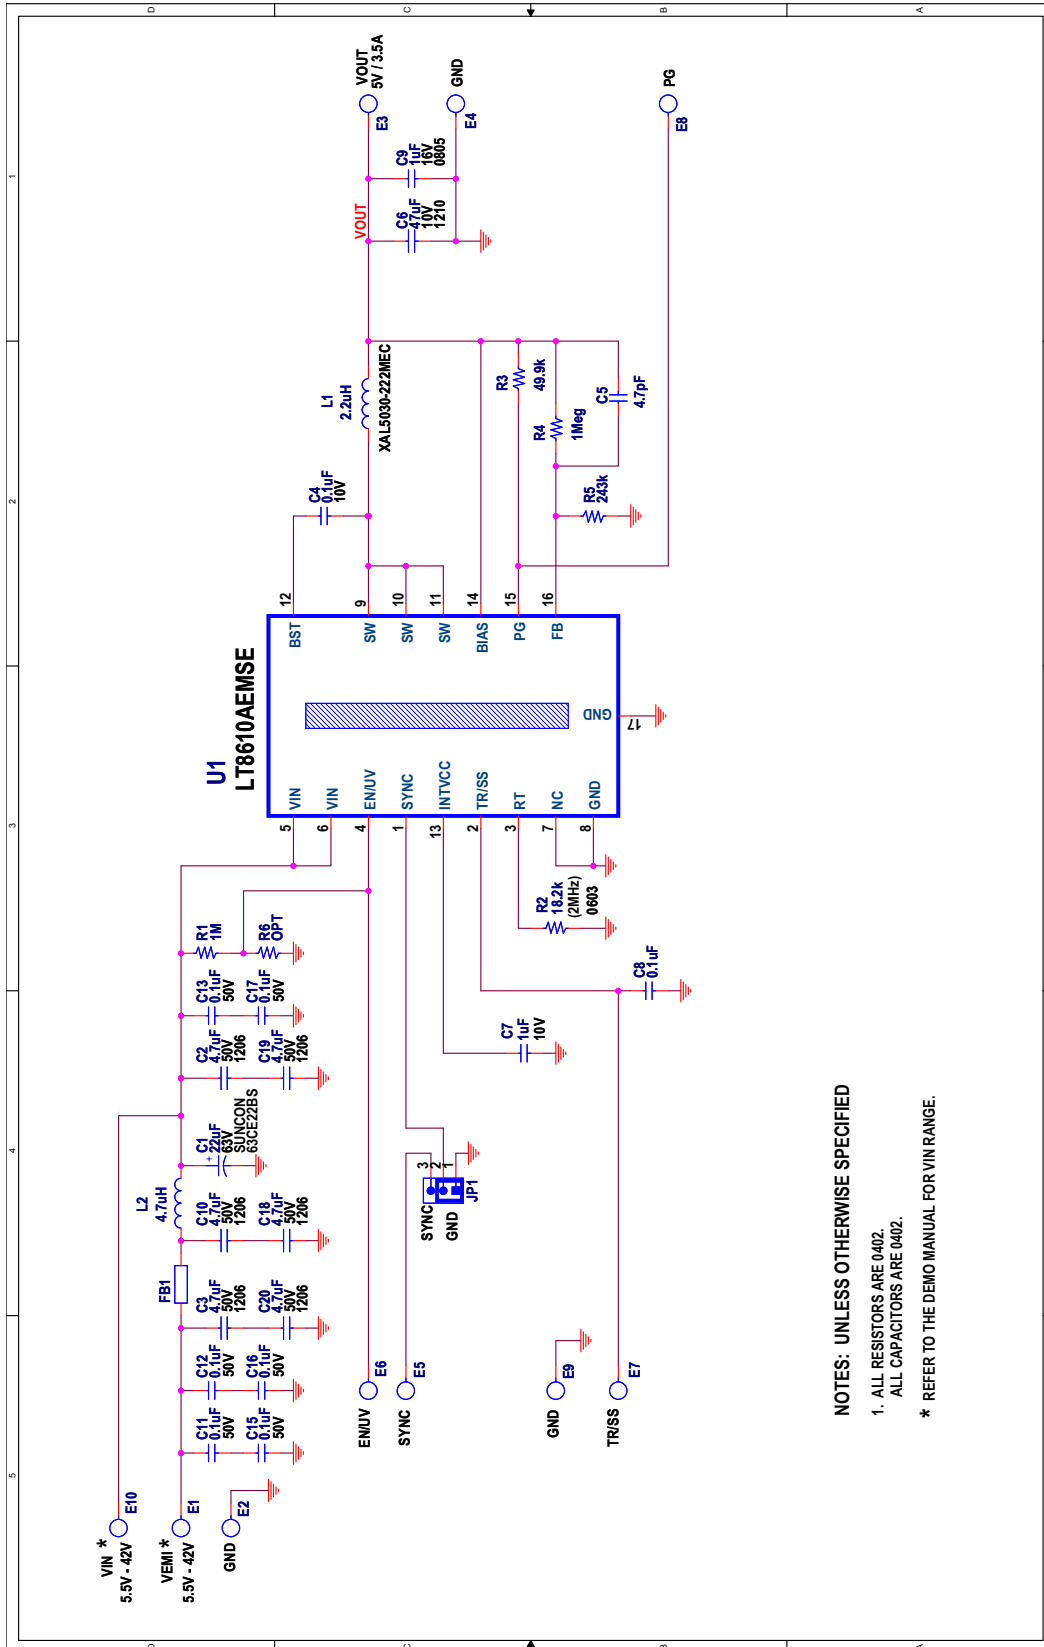 D
C
B
A
5
4
3
2
1
VIN *
5.5V - 42V
E10
VEMI *
5.5V - 42V
E1
GND
E2
C11
0.1uF
50V
C15
0.1uF
50V
C12
0.1uF
50V
C16
0.1uF
50V
C3
4.7uF
50V
1206
C20
4.7uF
50V
1206
FB1
C10
4.7uF
50V
1206
C18
4.7uF
50V
1206
L2
4.7uH
C1
+
22uF
63V
SUNCON
63CE22BS
C2
4.7uF
50V
1206
C19
4.7uF
50V
1206
C13
0.1uF
50V
C17
0.1uF
50V
R1
1M
R6
OPT
EN/UV
E6
SYNC
E5
SYNC
GND
3
2
1
JP1
GND
E9
TR/SS
E7
C7
1uF
10V
C8
0.1uF
R2
18.2k
(2MHz)
0603
U1
LT8610AEMSE
5
VIN
6
VIN
4
EN/UV
1
SYNC
13
INTVCC
2
TR/SS
3
RT
7
NC
8
GND
GND
17
BST
12
SW
9
SW
10
SW
11
BIAS
14
PG
15
FB
16
C4
0.1uF
10V
L1
2.2uH
XAL5030-222MEC
R3
49.9k
R4
1Meg
C5
4.7pF
R5
243k
VOUT
C6
47uF
10V
1210
C9
1uF
16V
0805
VOUT
5V / 3.5A
E3
GND
E4
PG
E8
NOTES: UNLESS OTHERWISE SPECIFIED
1. ALL RESISTORS ARE 0402.
ALL CAPACITORS ARE 0402.
* REFER TO THE DEMO MANUAL FOR VIN RANGE.
D
C
B
A